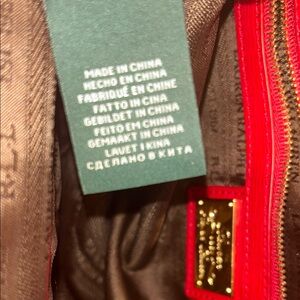 MADE IN CHINA
HECHO EN CHINA
FABRIQUÉ EN CHINE
FATTO IN CINA
GEBILDET IN CHINA
FEITO EM CHINA
GEMAAKT IN CHINA
LAVET I KINA
СДЕЛАНО В КИТА